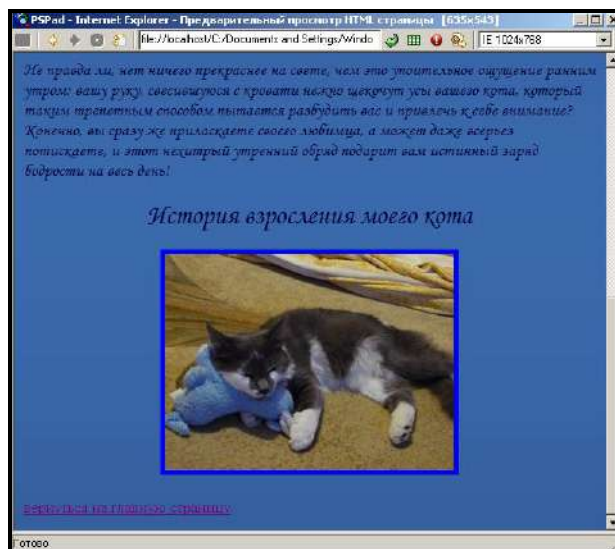 PSPad - Internet Explorer - Предварительный просмотр HTML страницы [635x543]
file://localhost/C:/Documents and Settings/Windo
IE 1024x768
Не правда ли, нет ничего прекраснее на свете, чем это упоительное ощущение ранним
утром: вашу руку, свесившуюся с кровати нежно щекочут усы вашего кота, который
таким трепетным способом пытается разбудить вас и привлечь к себе внимание?
Конечно, вы сразу же приласкаете своего любимца, а может даже всерьез
потискаете, и этот нехитрый утренний обряд подарит вам истинный заряд
бодрости на весь день!
История взросления моего кота
вернуться на главную страницу
Готово